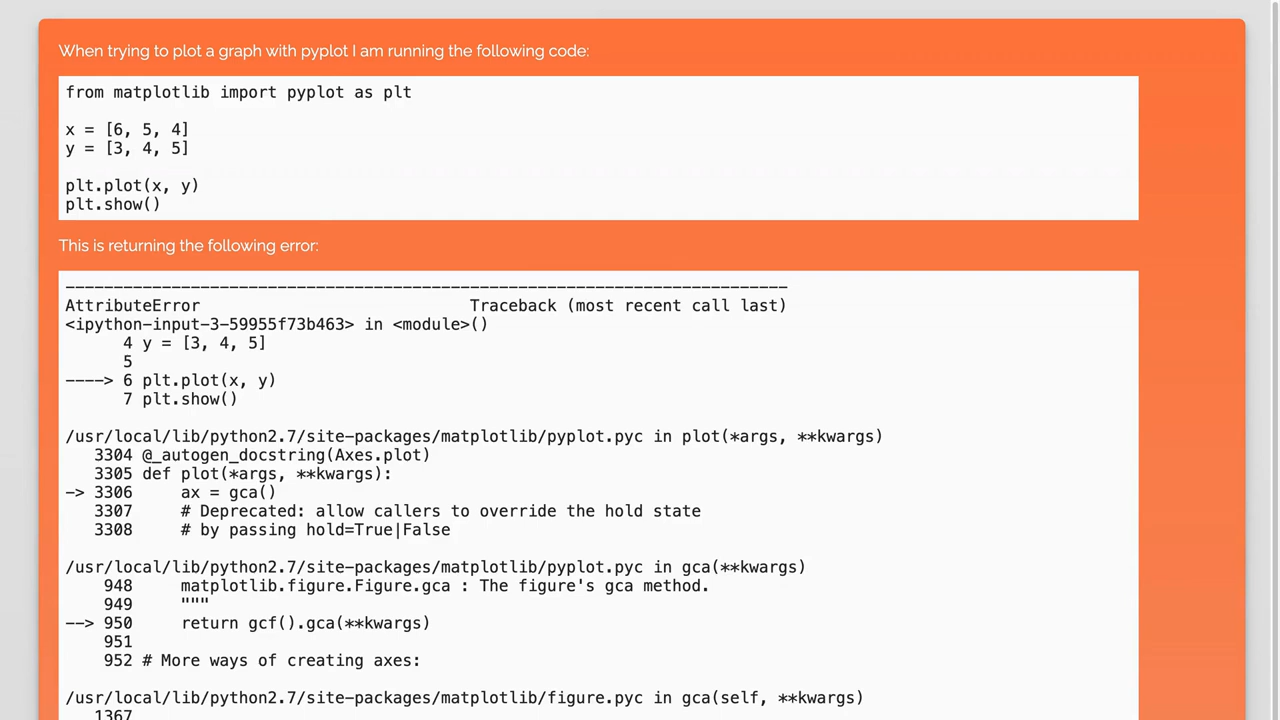 When trying to plot a graph with pyplot I am running the following code:
from matplotlib import pyplot as plt
x = [6, 5, 4]
y = [3, 4, 5]
plt.plot(x, y)
plt.show()
This is returning the following error:
---------------------------------------------------------------------------
AttributeError                            Traceback (most recent call last)
<ipython-input-3-59955f73b463> in <module>()
      4 y = [3, 4, 5]
      5
----> 6 plt.plot(x, y)
      7 plt.show()
/usr/local/lib/python2.7/site-packages/matplotlib/pyplot.pyc in plot(*args, **kwargs)
   3304 @_autogen_docstring(Axes.plot)
   3305 def plot(*args, **kwargs):
-> 3306     ax = gca()
   3307     # Deprecated: allow callers to override the hold state
   3308     # by passing hold=True|False
/usr/local/lib/python2.7/site-packages/matplotlib/pyplot.pyc in gca(**kwargs)
    948     matplotlib.figure.Figure.gca : The figure's gca method.
    949     """
--> 950     return gcf().gca(**kwargs)
    951
    952 # More ways of creating axes:
/usr/local/lib/python2.7/site-packages/matplotlib/figure.pyc in gca(self, **kwargs)
   1367